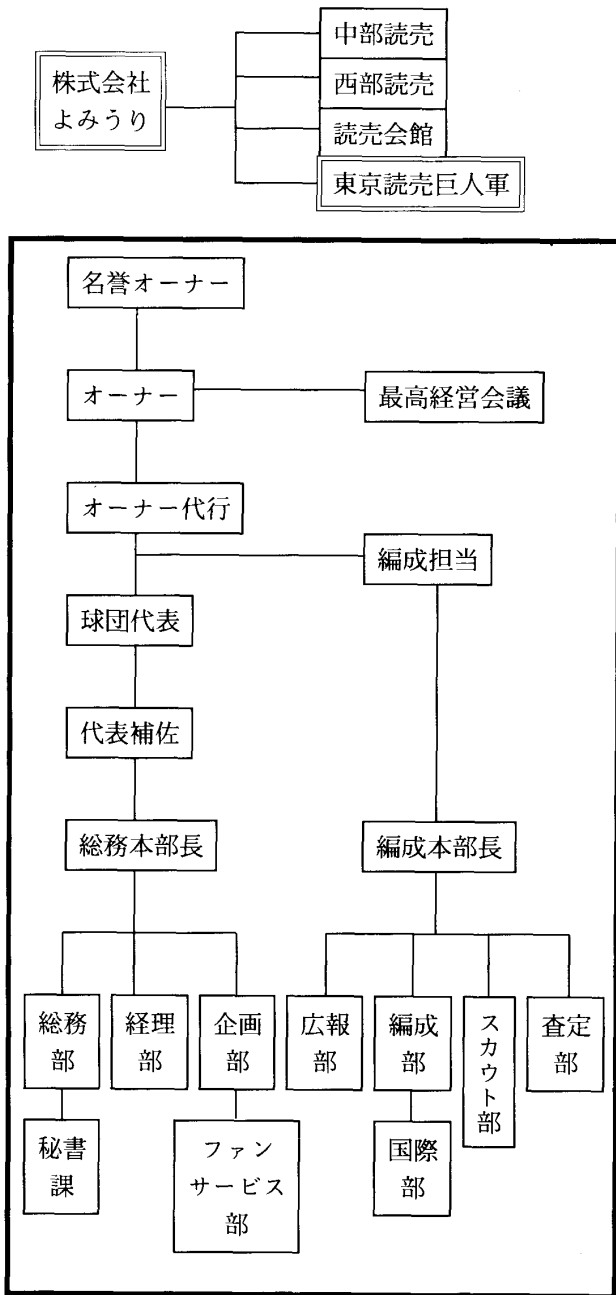 株式会社
よみうり
中部読売
西部読売
読売会館
東京読売巨人軍
名誉オーナー
オーナー
最高経営会議
オーナー代行
編成担当
球団代表
代表補佐
総務本部長
編成本部長
総務
部
経理
部
企画
部
広報
部
編成
部
スカウト部
査定
部
秘書
課
ファン
サービス
部
国際
部